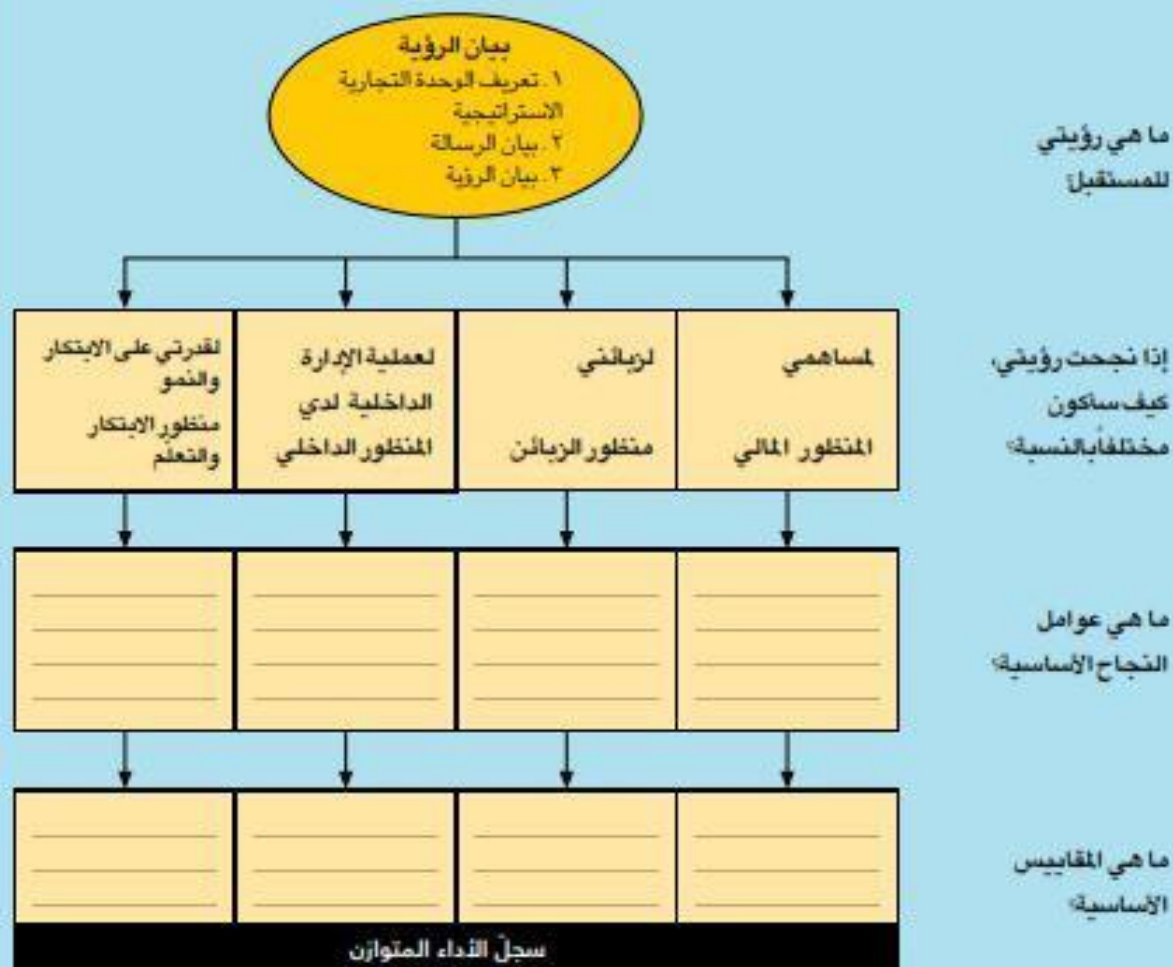 بيان الرؤية
١. تعريف الوحدة التجارية
الاستراتيجية
٢. بيان الرسالة
٣. بيان الرؤية
ما هي رؤيتي
للمستقبل؟
إذا نجحت رؤيتي،
كيف سأكون
مختلفاً بالنسبة؟
لمساهمي
المنظور المالي
لزبائني
منظور الزبائن
لعملية الإدارة
الداخلية لدي
المنظور الداخلي
لقدرتي على الابتكار
والنمو
منظور الابتكار
والتعلّم
ما هي عوامل
النجاح الأساسية؟
ما هي المقاييس
الأساسية؟
سجلّ الأداء المتوازن